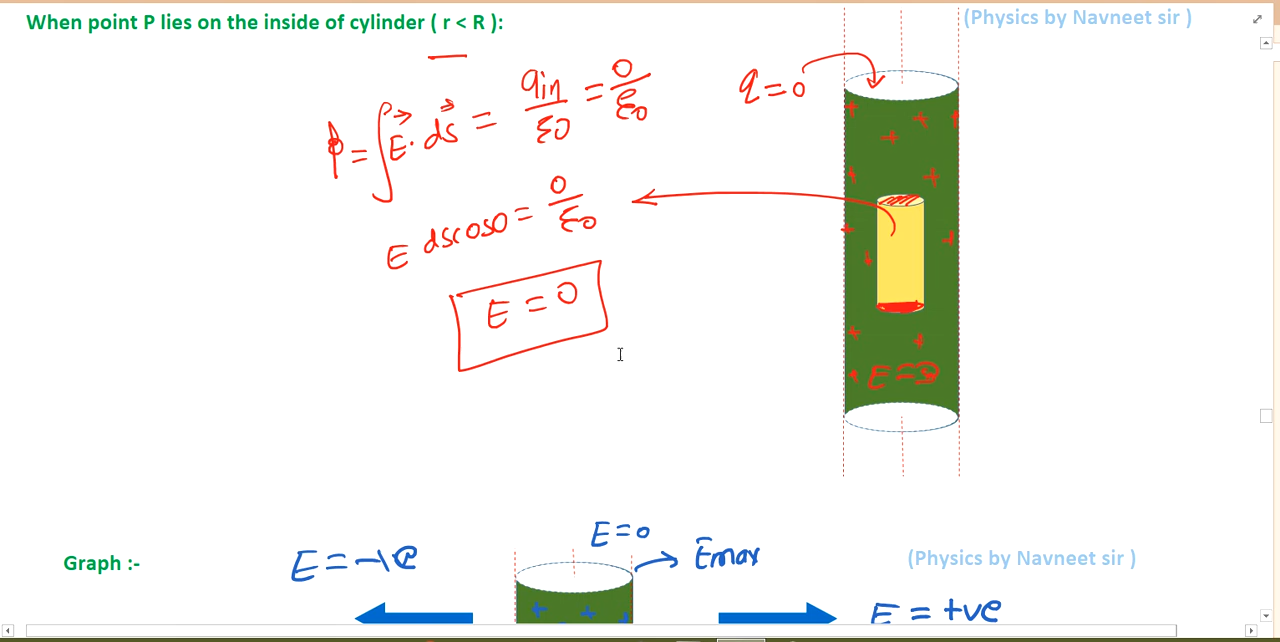 When point P lies on the inside of cylinder ( r < R ):
(Physics by Navneet sir )
ϕ = ∫ E⃗ · ds⃗ = qin/ε0 = 0/ε0
q = 0
E ds cos0 = 0/ε0
E = 0
E = 0
Graph :-
E = -ve
E = 0
Emax
(Physics by Navneet sir )
E = +ve